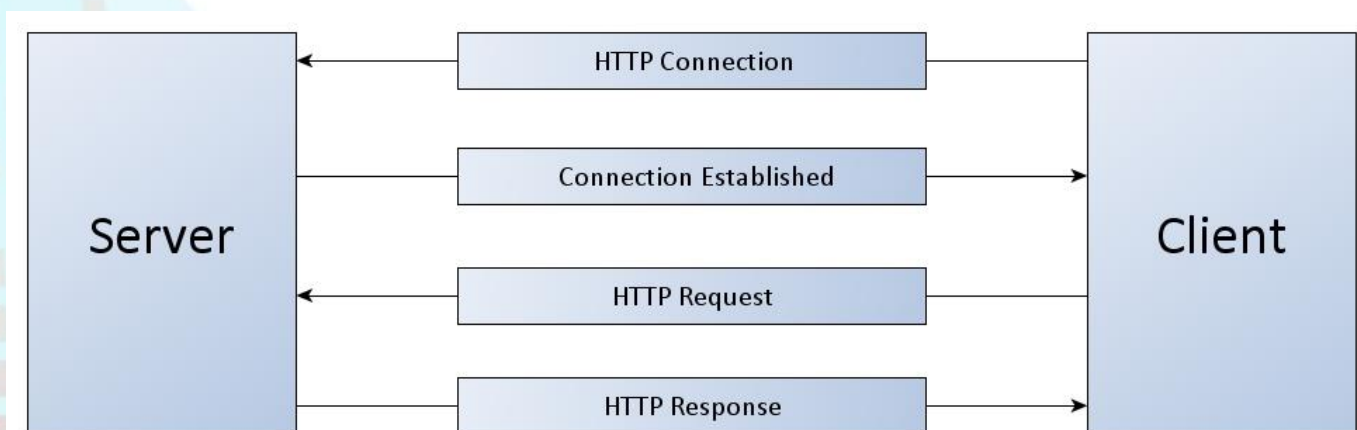 HTTP Connection
Connection Established
Server
Client
HTTP Request
HTTP Response